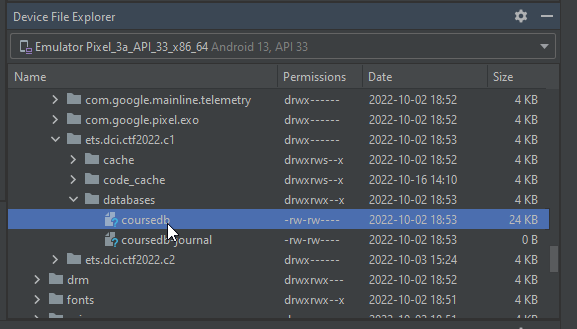 Device File Explorer
Emulator Pixel_3a_API_33_x86_64 Android 13, API 33
Name Permissions Date Size
com.google.mainline.telemetry drwx------ 2022-10-02 18:52 4 KB
com.google.pixel.exo drwx------ 2022-10-02 18:52 4 KB
ets.dci.ctf2022.c1 drwx------ 2022-10-02 18:53 4 KB
cache drwxrws--x 2022-10-02 18:53 4 KB
code_cache drwxrws--x 2022-10-16 14:10 4 KB
databases drwxrwx--x 2022-10-02 18:53 4 KB
coursedb -rw-rw---- 2022-10-02 18:53 24 KB
coursedb-journal -rw-rw---- 2022-10-02 18:53 0 B
ets.dci.ctf2022.c2 drwx------ 2022-10-03 15:24 4 KB
drm drwxrwx--- 2022-10-02 18:52 4 KB
fonts drwxrwx--x 2022-10-02 18:51 4 KB